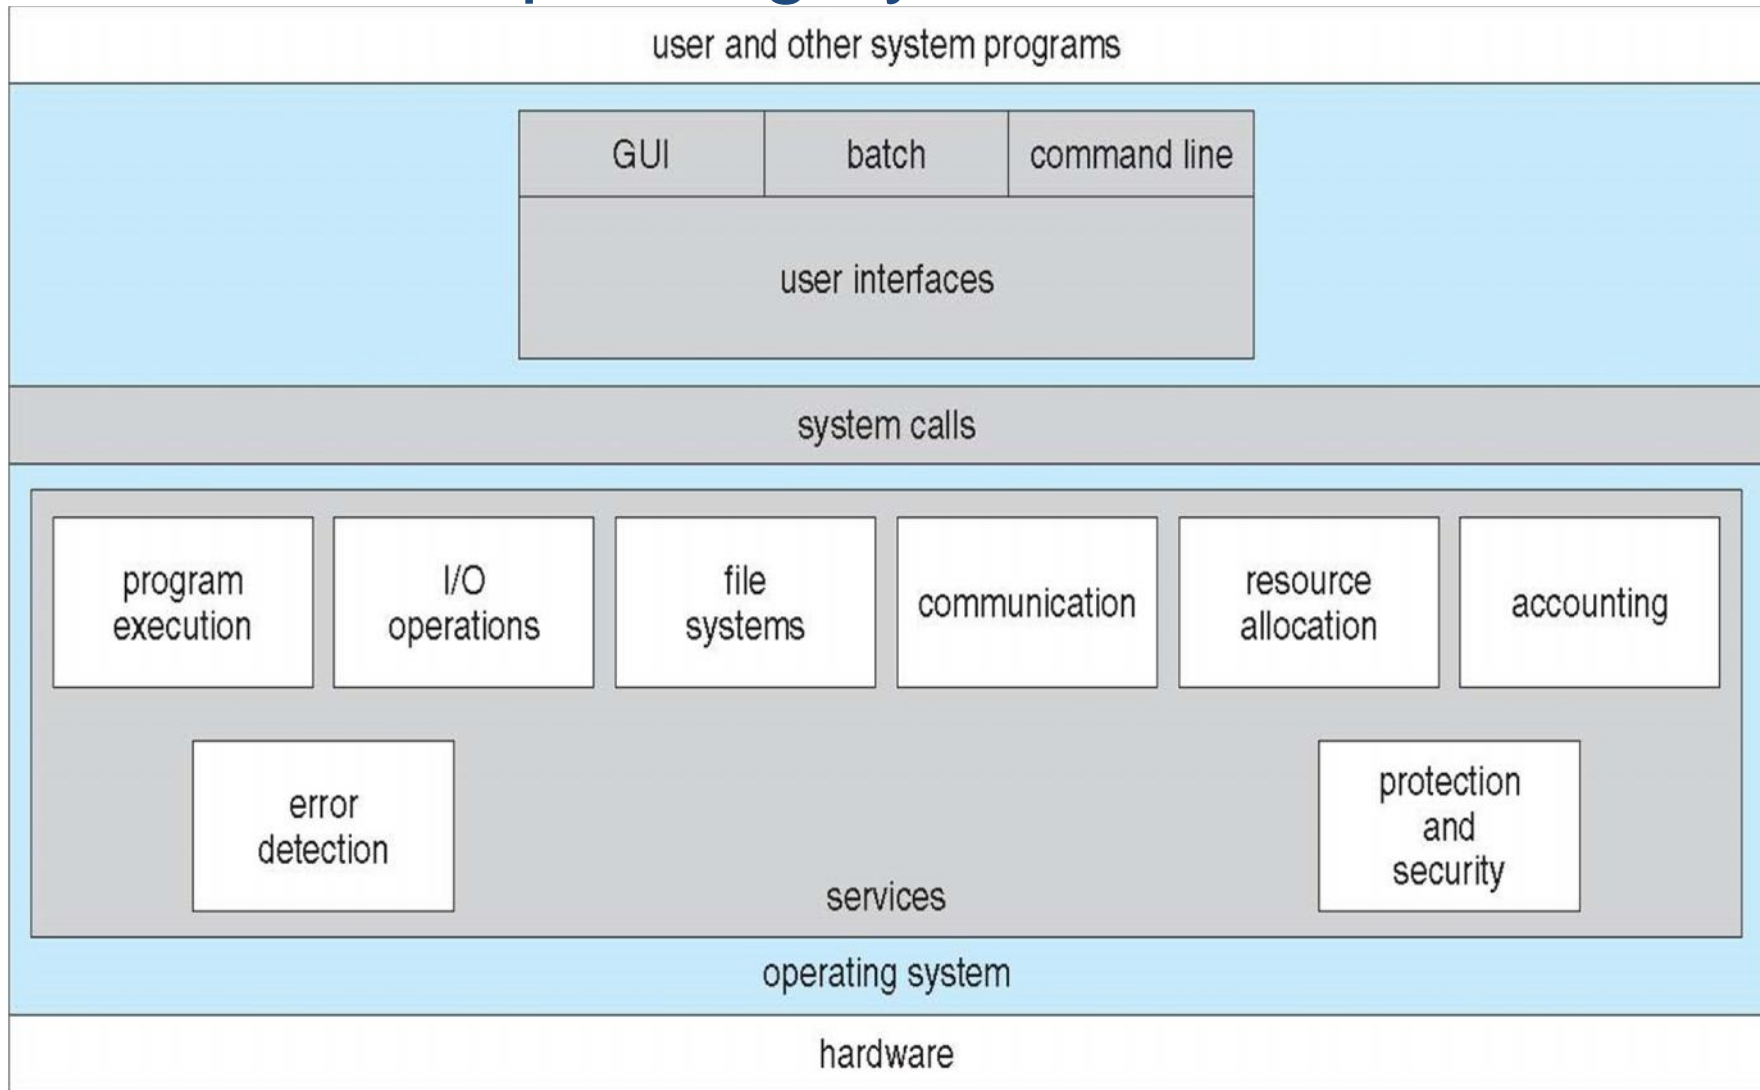 user and other system programs
GUI
batch
command line
user interfaces
system calls
program
execution
I/O
operations
file
systems
communication
resource
allocation
accounting
error
detection
protection
and
security
services
operating system
hardware